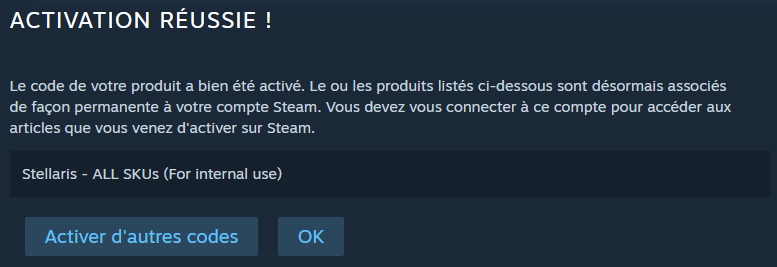 ACTIVATION RÉUSSIE !
Le code de votre produit a bien été activé. Le ou les produits listés ci-dessous sont désormais associés
de façon permanente à votre compte Steam. Vous devez vous connecter à ce compte pour accéder aux
articles que vous venez d'activer sur Steam.
Stellaris - ALL SKUs (For internal use)
Activer d'autres codes
OK